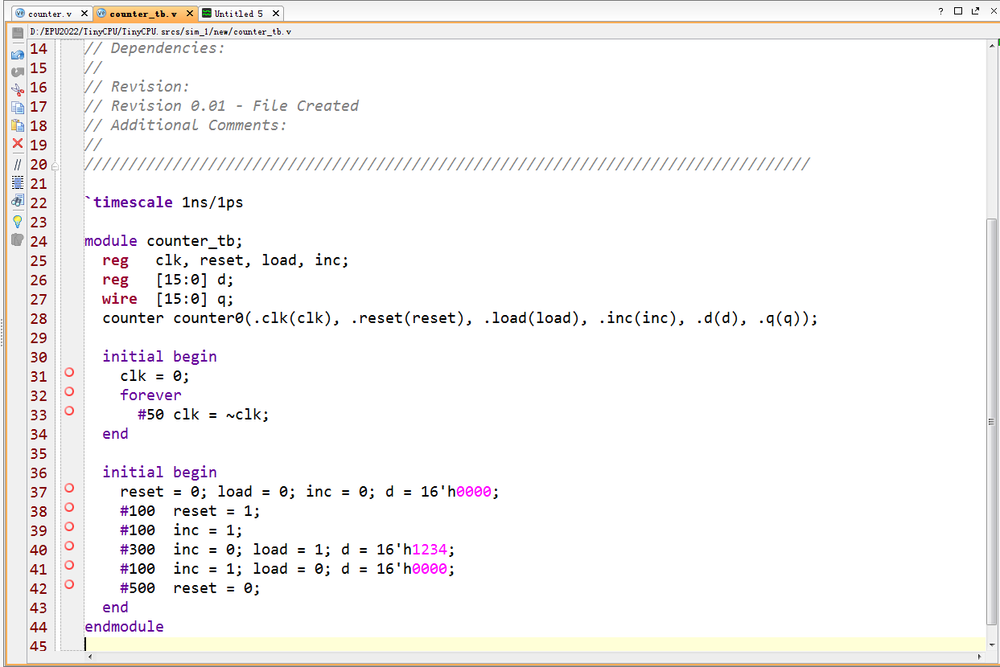 counter.v
counter_tb.v
Untitled 5
D:/EPU2022/TinyCPU/TinyCPU.srcs/sim_1/new/counter_tb.v
14 // Dependencies:
15 //
16 // Revision:
17 // Revision 0.01 - File Created
18 // Additional Comments:
19 //
20 //////////////////////////////////////////////////////////////////////////////////
21
22 `timescale 1ns/1ps
23
24 module counter_tb;
25   reg   clk, reset, load, inc;
26   reg   [15:0] d;
27   wire  [15:0] q;
28   counter counter0(.clk(clk), .reset(reset), .load(load), .inc(inc), .d(d), .q(q));
29
30   initial begin
31     clk = 0;
32     forever
33       #50 clk = ~clk;
34   end
35
36   initial begin
37     reset = 0; load = 0; inc = 0; d = 16'h0000;
38     #100  reset = 1;
39     #100  inc = 1;
40     #300  inc = 0; load = 1; d = 16'h1234;
41     #100  inc = 1; load = 0; d = 16'h0000;
42     #500  reset = 0;
43   end
44 endmodule
45